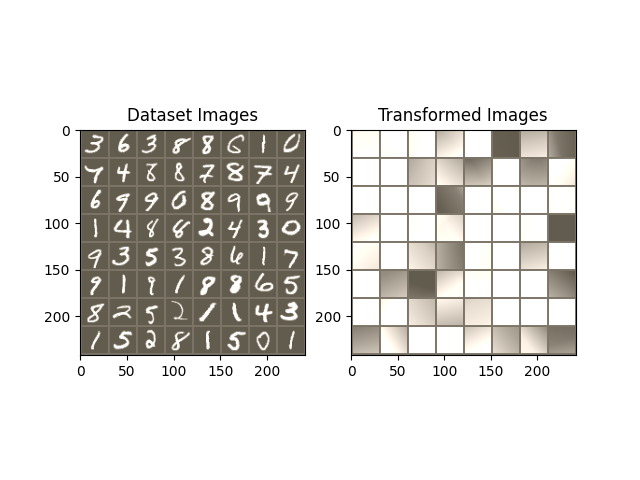 Dataset Images
Transformed Images
0
50
100
150
200
3 6 3 8 8 6 1 0
7 4 8 8 7 8 7 4
6 9 9 0 8 9 9 9
1 4 8 8 2 4 3 0
9 3 5 3 8 6 1 7
9 1 9 1 8 8 6 5
8 2 5 2 1 1 4 3
1 5 2 8 1 5 0 1
0 50 100 150 200
0
50
100
150
200
0 50 100 150 200